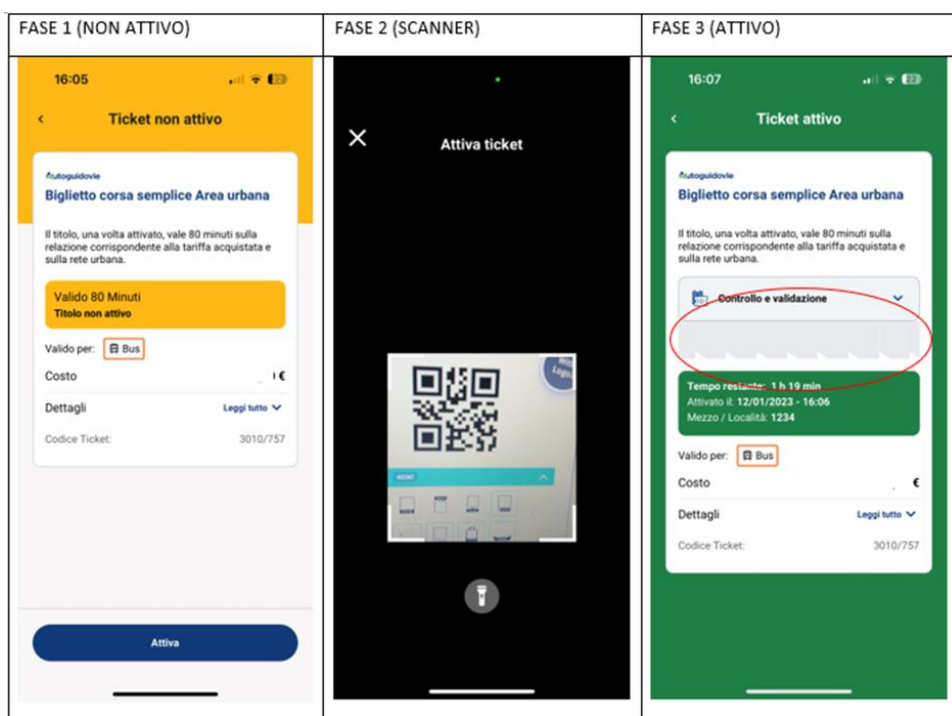 FASE 1 (NON ATTIVO)
16:05
22
Ticket non attivo
Autoguidovie
Biglietto corsa semplice Area urbana
Il titolo, una volta attivato, vale 80 minuti sulla
relazione corrispondente alla tariffa acquistata e
sulla rete urbana.
Valido 80 Minuti
Titolo non attivo
Valido per: Bus
Costo €
Dettagli Leggi tutto
Codice Ticket: 3010/757
Attiva
FASE 2 (SCANNER)
Attiva ticket
With
Logo
FASE 3 (ATTIVO)
16:07
22
Ticket attivo
Autoguidovie
Biglietto corsa semplice Area urbana
Il titolo, una volta attivato, vale 80 minuti sulla
relazione corrispondente alla tariffa acquistata e
sulla rete urbana.
Controllo e validazione
Tempo restante: 1 h 19 min
Attivato il: 12/01/2023 - 16:06
Mezzo / Località: 1234
Valido per: Bus
Costo €
Dettagli Leggi tutto
Codice Ticket: 3010/757